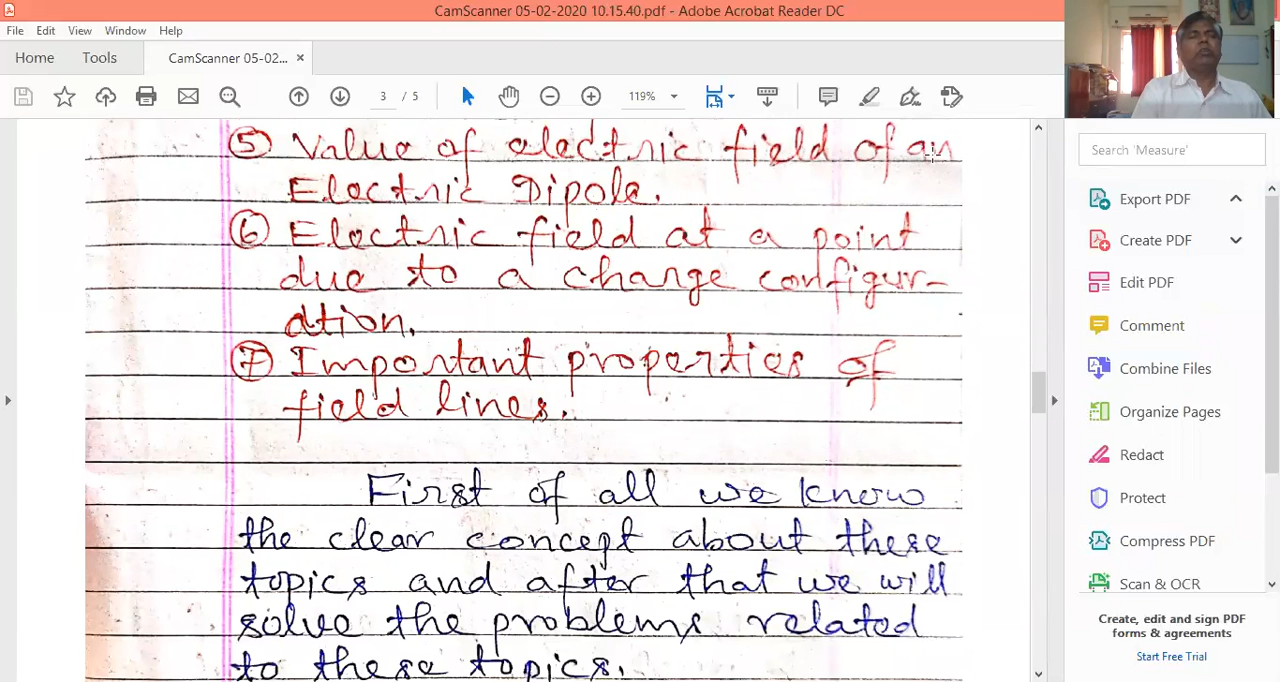 CamScanner 05-02-2020 10.15.40.pdf - Adobe Acrobat Reader DC
File Edit View Window Help
Home Tools CamScanner 05-02... ×
3 / 5 119%
Search 'Measure'
Export PDF
Create PDF
Edit PDF
Comment
Combine Files
Organize Pages
Redact
Protect
Compress PDF
Scan & OCR
Create, edit and sign PDF
forms & agreements
Start Free Trial
5 Value of electric field of an
Electric Dipole.
6 Electric field at a point
due to a charge configur-
ation.
7 Important properties of
field lines.
First of all we know
the clear concept about these
topics and after that we will
solve the problems related
to these topics.